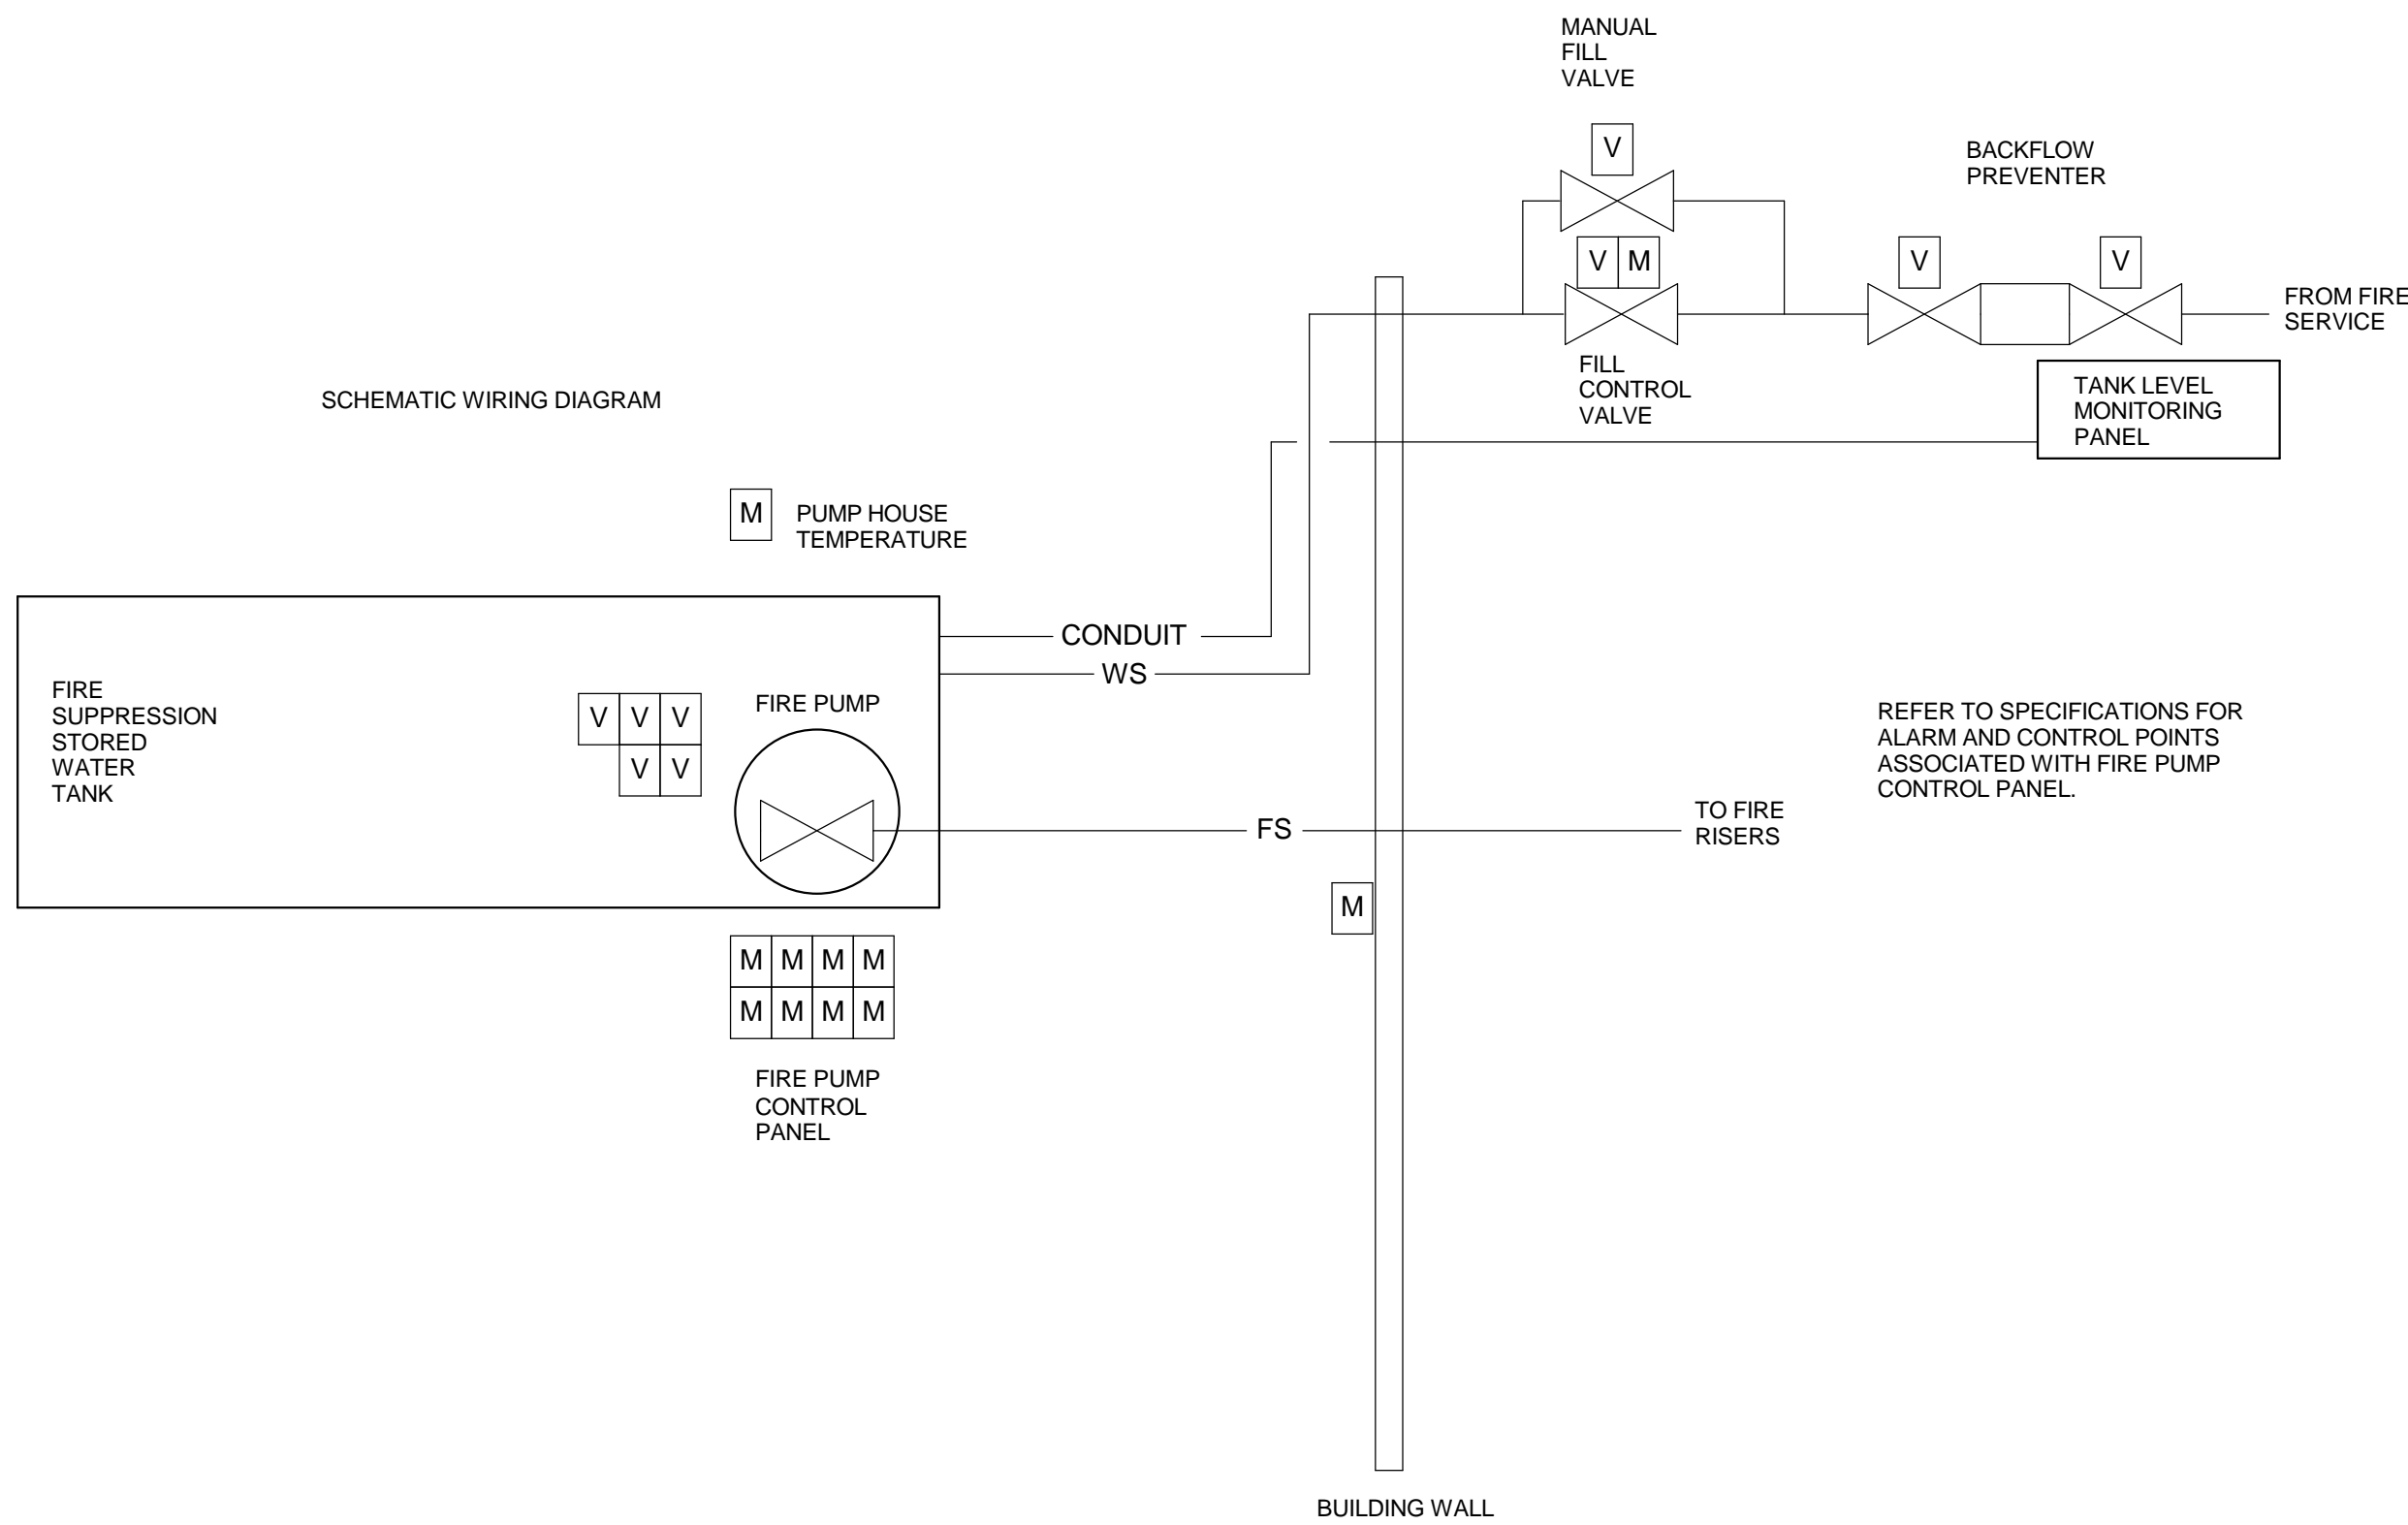 MANUAL
FILL
VALVE
V
BACKFLOW
PREVENTER
V M
V
V
FROM FIRE
SERVICE
FILL
CONTROL
VALVE
TANK LEVEL
MONITORING
PANEL
SCHEMATIC WIRING DIAGRAM
M
PUMP HOUSE
TEMPERATURE
CONDUIT
WS
FIRE
SUPPRESSION
STORED
WATER
TANK
V V V
V V
FIRE PUMP
REFER TO SPECIFICATIONS FOR
ALARM AND CONTROL POINTS
ASSOCIATED WITH FIRE PUMP
CONTROL PANEL.
FS
TO FIRE
RISERS
M
M M M M
M M M M
FIRE PUMP
CONTROL
PANEL
BUILDING WALL